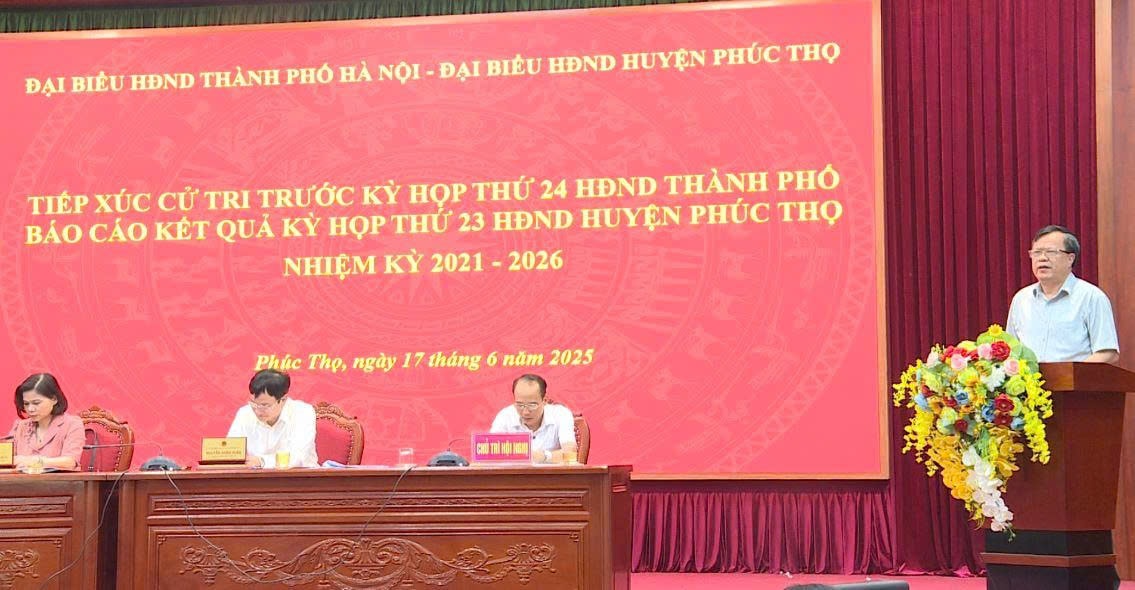 ĐẠI BIỂU HĐND THÀNH PHỐ HÀ NỘI - ĐẠI BIỂU HĐND HUYỆN PHÚC THỌ
TIẾP XÚC CỬ TRI TRƯỚC KỲ HỌP THỨ 24 HĐND THÀNH PHỐ
BÁO CÁO KẾT QUẢ KỲ HỌP THỨ 23 HĐND HUYỆN PHÚC THỌ
NHIỆM KỲ 2021 - 2026
Phúc Thọ, ngày 17 tháng 6 năm 2025
CHỦ TRÌ HỘI NGHỊ